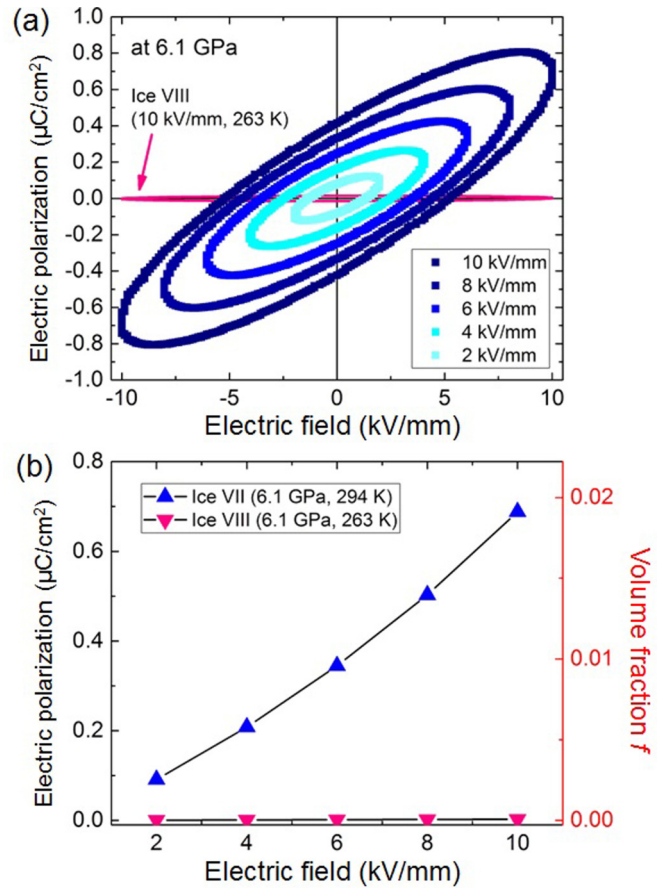 (a)
at 6.1 GPa
Ice VIII
(10 kV/mm, 263 K)
Electric polarization (µC/cm²)
1.0
0.8
0.6
0.4
0.2
0.0
-0.2
-0.4
-0.6
-0.8
-1.0
10 kV/mm
8 kV/mm
6 kV/mm
4 kV/mm
2 kV/mm
-10 -5 0 5 10
Electric field (kV/mm)
(b)
Ice VII (6.1 GPa, 294 K)
Ice VIII (6.1 GPa, 263 K)
Electric polarization (µC/cm²)
0.8
0.6
0.4
0.2
0.0
0.02
0.01
0.00
Volume fraction f
2 4 6 8 10
Electric field (kV/mm)